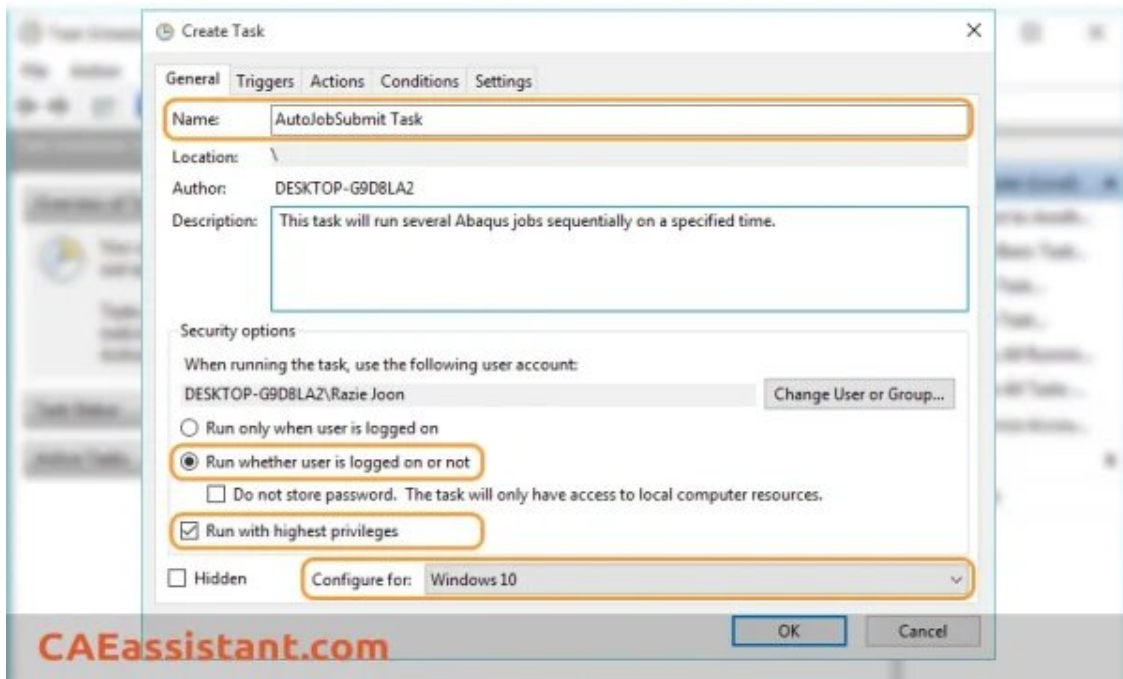 Create Task
General Triggers Actions Conditions Settings
Name: AutoJobSubmit Task
Location: \
Author: DESKTOP-G9D8LA2
Description: This task will run several Abaqus jobs sequentially on a specified time.
Security options
When running the task, use the following user account:
DESKTOP-G9D8LA2\Razie Joon Change User or Group...
Run only when user is logged on
Run whether user is logged on or not
Do not store password. The task will only have access to local computer resources.
Run with highest privileges
Hidden Configure for: Windows 10
OK Cancel
CAEassistant.com